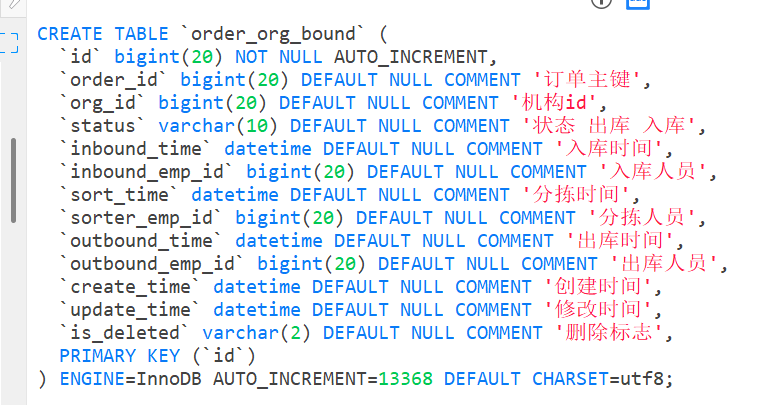 CREATE TABLE `order_org_bound` (
  `id` bigint(20) NOT NULL AUTO_INCREMENT,
  `order_id` bigint(20) DEFAULT NULL COMMENT '订单主键',
  `org_id` bigint(20) DEFAULT NULL COMMENT '机构id',
  `status` varchar(10) DEFAULT NULL COMMENT '状态 出库 入库',
  `inbound_time` datetime DEFAULT NULL COMMENT '入库时间',
  `inbound_emp_id` bigint(20) DEFAULT NULL COMMENT '入库人员',
  `sort_time` datetime DEFAULT NULL COMMENT '分拣时间',
  `sorter_emp_id` bigint(20) DEFAULT NULL COMMENT '分拣人员',
  `outbound_time` datetime DEFAULT NULL COMMENT '出库时间',
  `outbound_emp_id` bigint(20) DEFAULT NULL COMMENT '出库人员',
  `create_time` datetime DEFAULT NULL COMMENT '创建时间',
  `update_time` datetime DEFAULT NULL COMMENT '修改时间',
  `is_deleted` varchar(2) DEFAULT NULL COMMENT '删除标志',
  PRIMARY KEY (`id`)
) ENGINE=InnoDB AUTO_INCREMENT=13368 DEFAULT CHARSET=utf8;